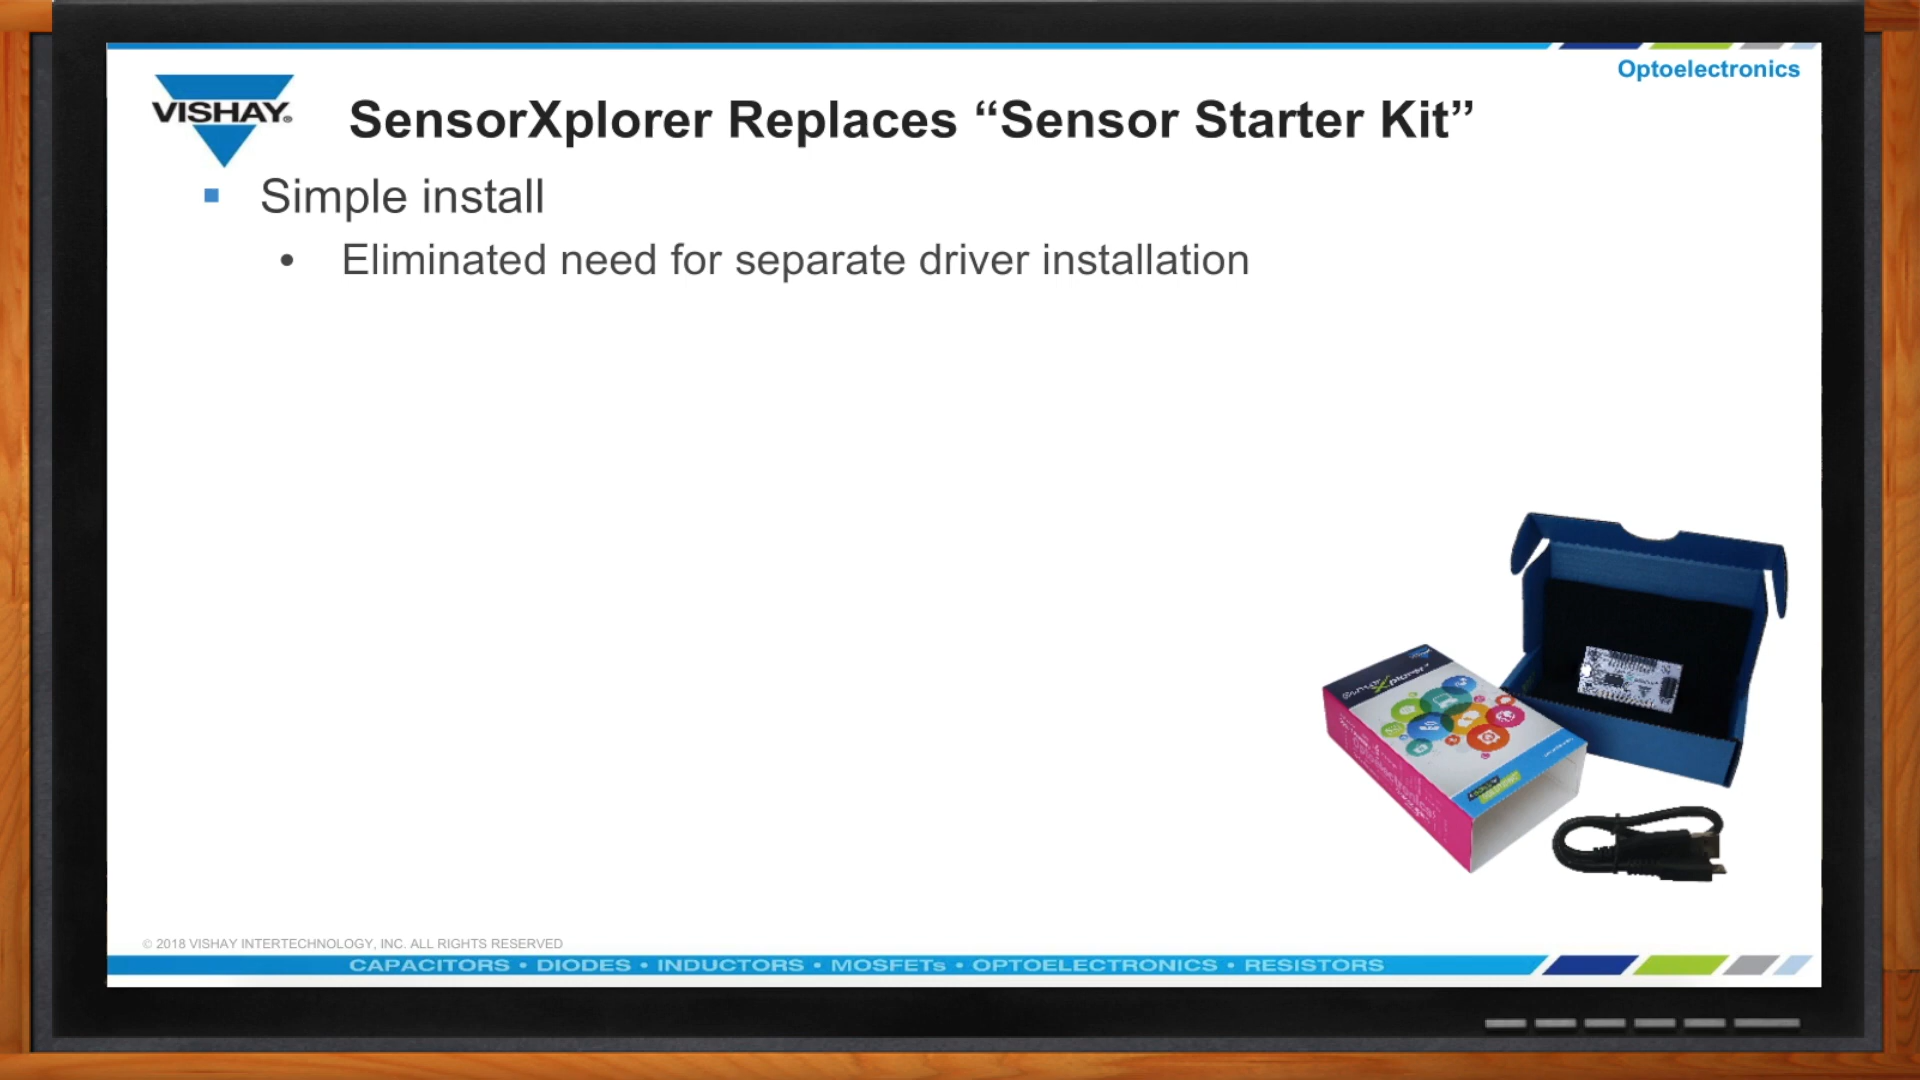 Optoelectronics
VISHAY®
SensorXplorer Replaces “Sensor Starter Kit”
▪ Simple install
• Eliminated need for separate driver installation
© 2018 VISHAY INTERTECHNOLOGY, INC. ALL RIGHTS RESERVED
CAPACITORS • DIODES • INDUCTORS • MOSFETs • OPTOELECTRONICS • RESISTORS